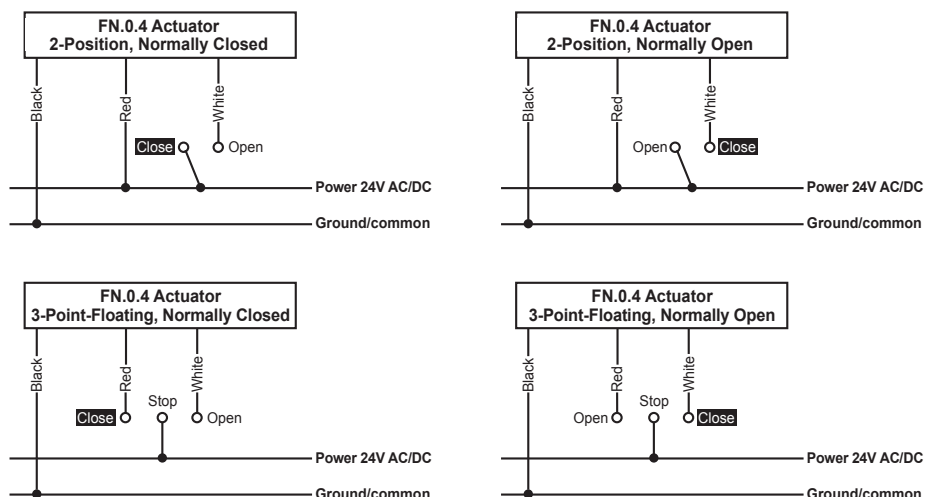 FN.0.4 Actuator
2-Position, Normally Closed
Black
Red
White
Close
Open
Power 24V AC/DC
Ground/common
FN.0.4 Actuator
2-Position, Normally Open
Black
Red
White
Open
Close
Power 24V AC/DC
Ground/common
FN.0.4 Actuator
3-Point-Floating, Normally Closed
Black
Red
White
Stop
Close
Open
Power 24V AC/DC
Ground/common
FN.0.4 Actuator
3-Point-Floating, Normally Open
Black
Red
White
Stop
Open
Close
Power 24V AC/DC
Ground/common